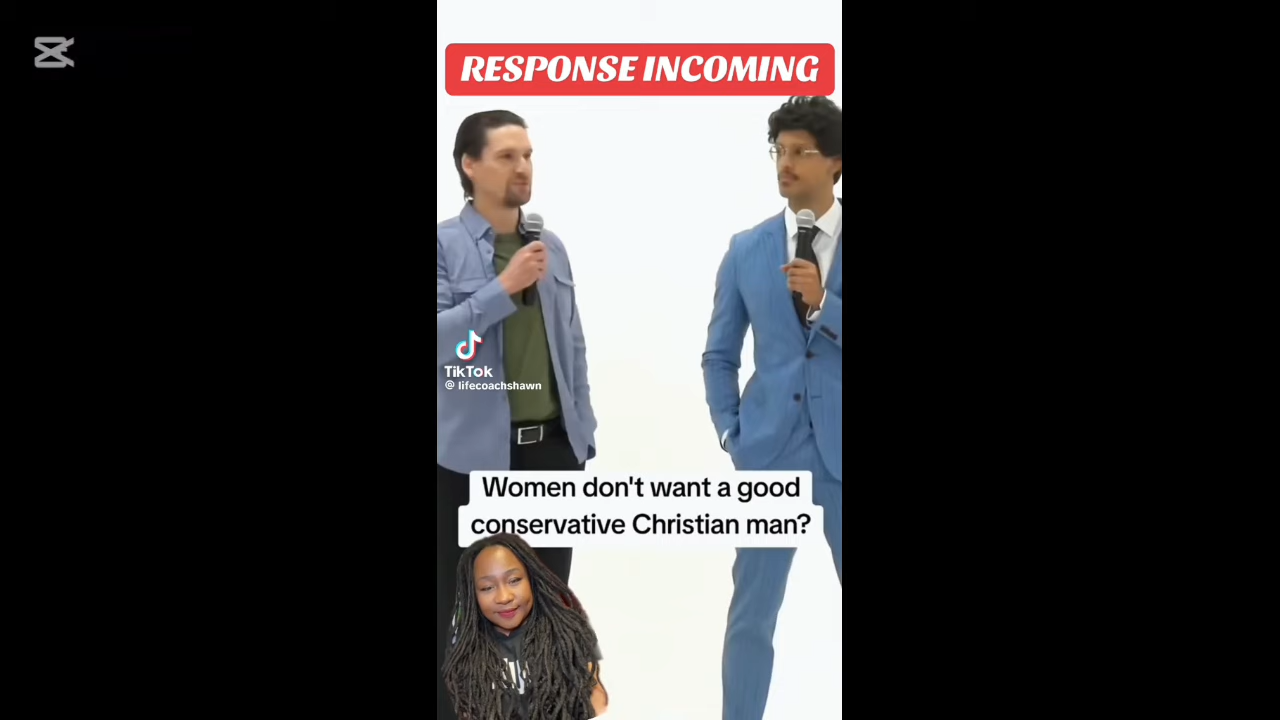 RESPONSE INCOMING
TikTok
@ lifecoachshawn
Women don't want a good
conservative Christian man?